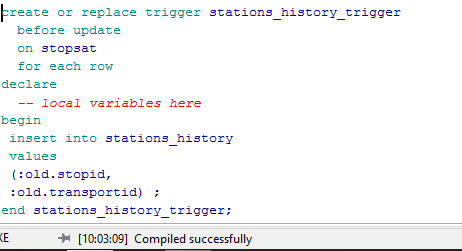 create or replace trigger stations_history_trigger
before update
on stopsat
for each row
declare
-- local variables here
begin
insert into stations_history
values
(:old.stopid,
:old.transportid) ;
end stations_history_trigger;
XE [10:03:09] Compiled successfully